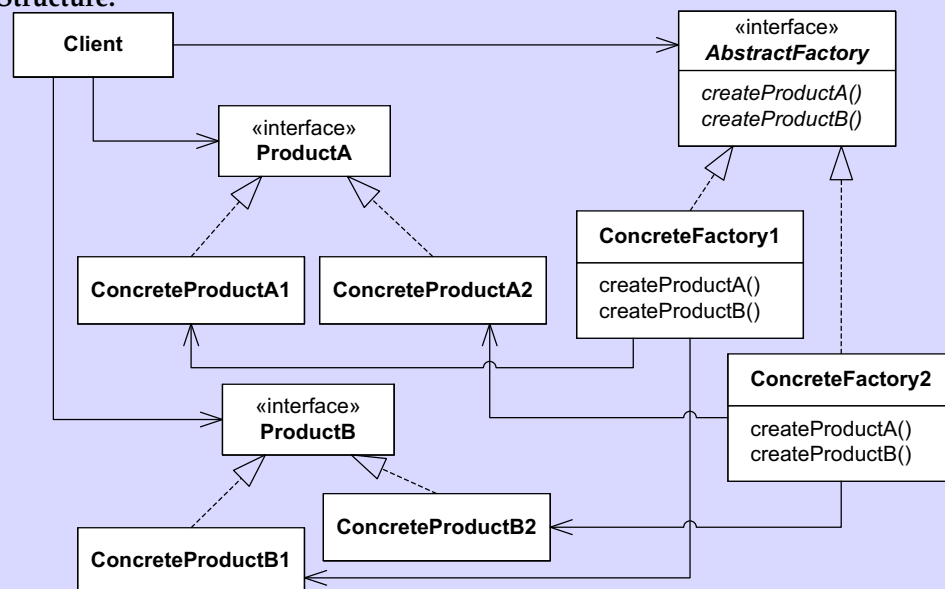 Structure:
Client
«interface»
AbstractFactory
createProductA()
createProductB()
«interface»
ProductA
ConcreteFactory1
createProductA()
createProductB()
ConcreteProductA1
ConcreteProductA2
ConcreteFactory2
createProductA()
createProductB()
«interface»
ProductB
ConcreteProductB2
ConcreteProductB1